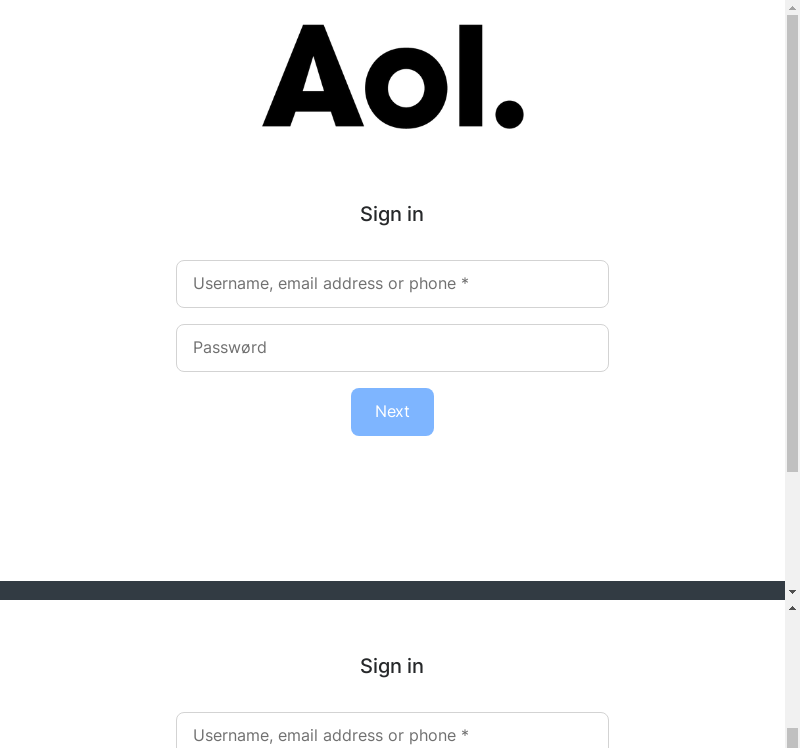 Aol.
Sign in
Username, email address or phone *
Passwørd
Next
Sign in
Username, email address or phone *